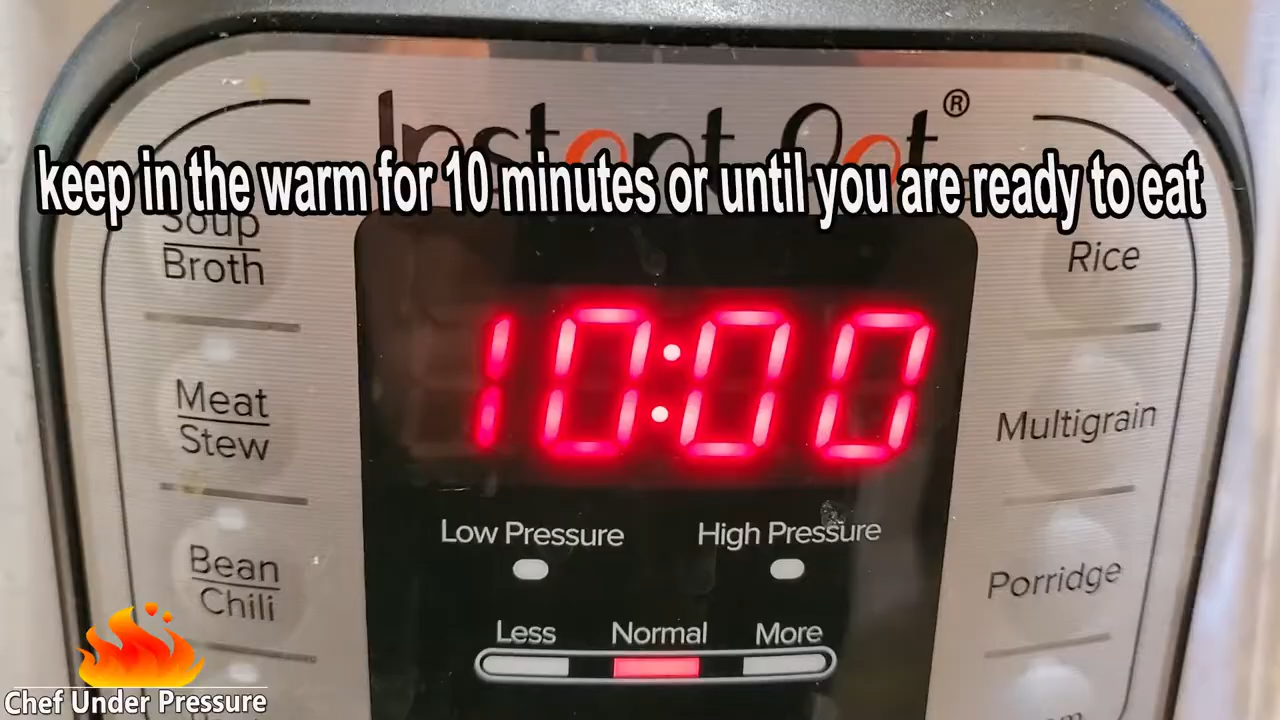 Instant Pot®
keep in the warm for 10 minutes or until you are ready to eat
Soup
Broth
Rice
10:00
Meat
Stew
Multigrain
Low Pressure
High Pressure
Bean
Chili
Porridge
Less
Normal
More
Chef Under Pressure